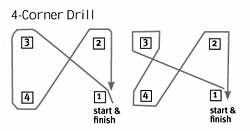 4-Corner Drill
3 2 3 2
4 1 4 1
start & start &
finish finish